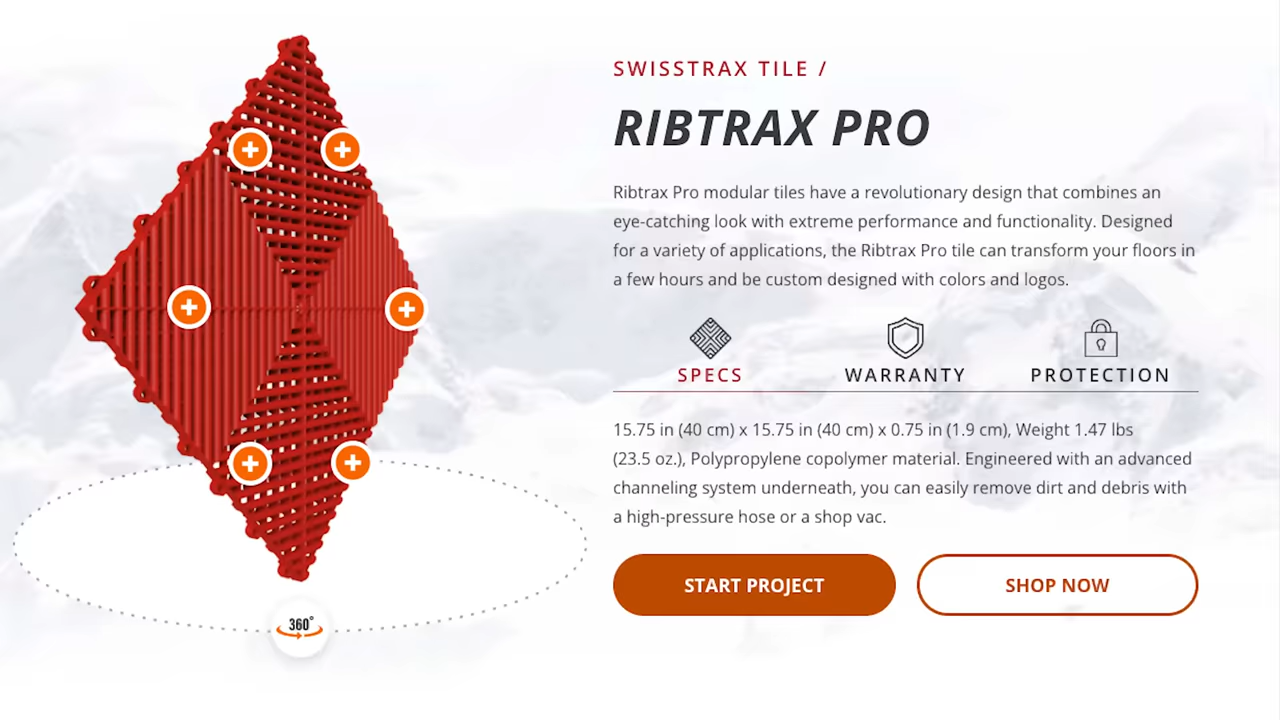 SWISSTRAX TILE /
RIBTRAX PRO
Ribtrax Pro modular tiles have a revolutionary design that combines an
eye-catching look with extreme performance and functionality. Designed
for a variety of applications, the Ribtrax Pro tile can transform your floors in
a few hours and be custom designed with colors and logos.
SPECS
WARRANTY
PROTECTION
15.75 in (40 cm) x 15.75 in (40 cm) x 0.75 in (1.9 cm), Weight 1.47 lbs
(23.5 oz.), Polypropylene copolymer material. Engineered with an advanced
channeling system underneath, you can easily remove dirt and debris with
a high-pressure hose or a shop vac.
START PROJECT
SHOP NOW
360°